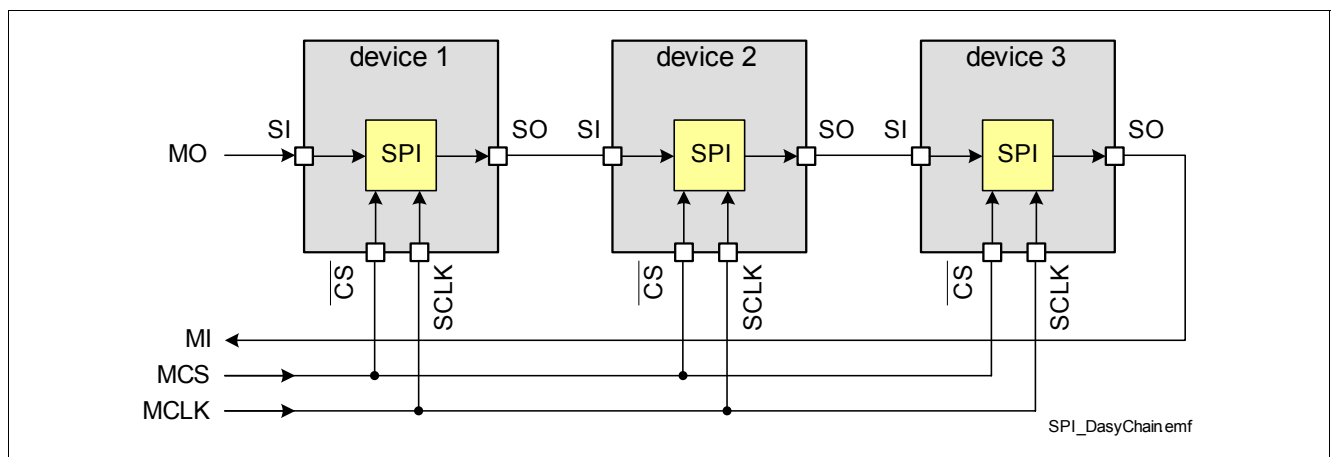 device 1
device 2
device 3
SI
SO
SI
SO
SI
SO
MO
SPI
SPI
SPI
CS
SCLK
CS
SCLK
CS
SCLK
MI
MCS
MCLK
SPI_DasyChain.emf